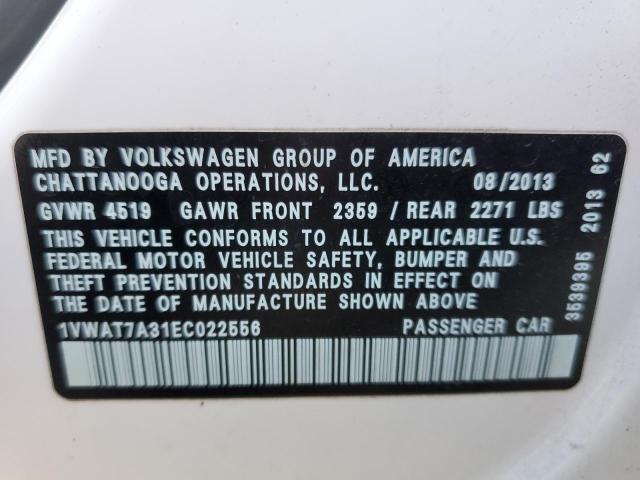 MFD BY VOLKSWAGEN GROUP OF AMERICA
CHATTANOOGA OPERATIONS, LLC. 08/2013
GVWR 4519 GAWR FRONT 2359 / REAR 2271 LBS
THIS VEHICLE CONFORMS TO ALL APPLICABLE U.S.
FEDERAL MOTOR VEHICLE SAFETY, BUMPER AND
THEFT PREVENTION STANDARDS IN EFFECT ON
THE DATE OF MANUFACTURE SHOWN ABOVE.
1VWAT7A31EC022556 PASSENGER CAR
3539395 2013 62